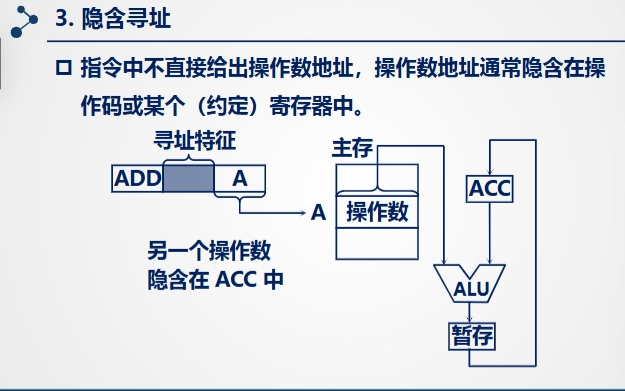 3. 隐含寻址
指令中不直接给出操作数地址，操作数地址通常隐含在操
作码或某个（约定）寄存器中。
寻址特征
ADD A
主存
A 操作数
ACC
另一个操作数
隐含在 ACC 中
ALU
暂存